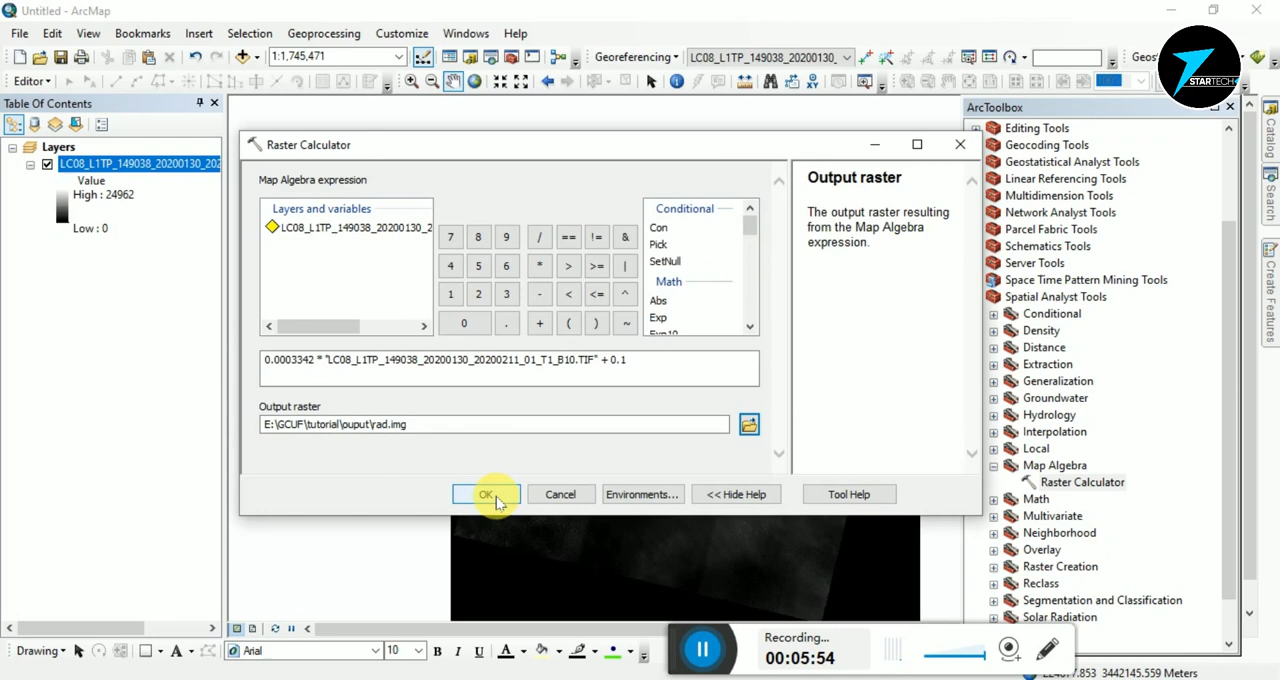 Untitled - ArcMap
File Edit View Bookmarks Insert Selection Geoprocessing Customize Windows Help
1:1,745,471
Georeferencing
LC08_L1TP_149038_20200130_
Geos
STARTECH
Editor
Table Of Contents
Layers
LC08_L1TP_149038_20200130_202
Value
High : 24962
Low : 0
Raster Calculator
Map Algebra expression
Layers and variables
LC08_L1TP_149038_20200130_2
7 8 9 / == != &
4 5 6 * > >= |
1 2 3 - < <= ^
0 . + ( ) ~
Conditional
Con
Pick
SetNull
Math
Abs
Exp
Exp10
0.0003342 * "LC08_L1TP_149038_20200130_20200211_01_T1_B10.TIF" + 0.1
Output raster
E:\GCUF\tutorial\ouput\rad.img
OK Cancel Environments... << Hide Help Tool Help
Output raster
The output raster resulting
from the Map Algebra
expression.
ArcToolbox
Editing Tools
Geocoding Tools
Geostatistical Analyst Tools
Linear Referencing Tools
Multidimension Tools
Network Analyst Tools
Parcel Fabric Tools
Schematics Tools
Server Tools
Space Time Pattern Mining Tools
Spatial Analyst Tools
Conditional
Density
Distance
Extraction
Generalization
Groundwater
Hydrology
Interpolation
Local
Map Algebra
Raster Calculator
Math
Multivariate
Neighborhood
Overlay
Raster Creation
Reclass
Segmentation and Classification
Solar Radiation
Catalog
Search
Create Features
Drawing
Arial
10
B I U A
Recording...
00:05:54
3442145.559 Meters